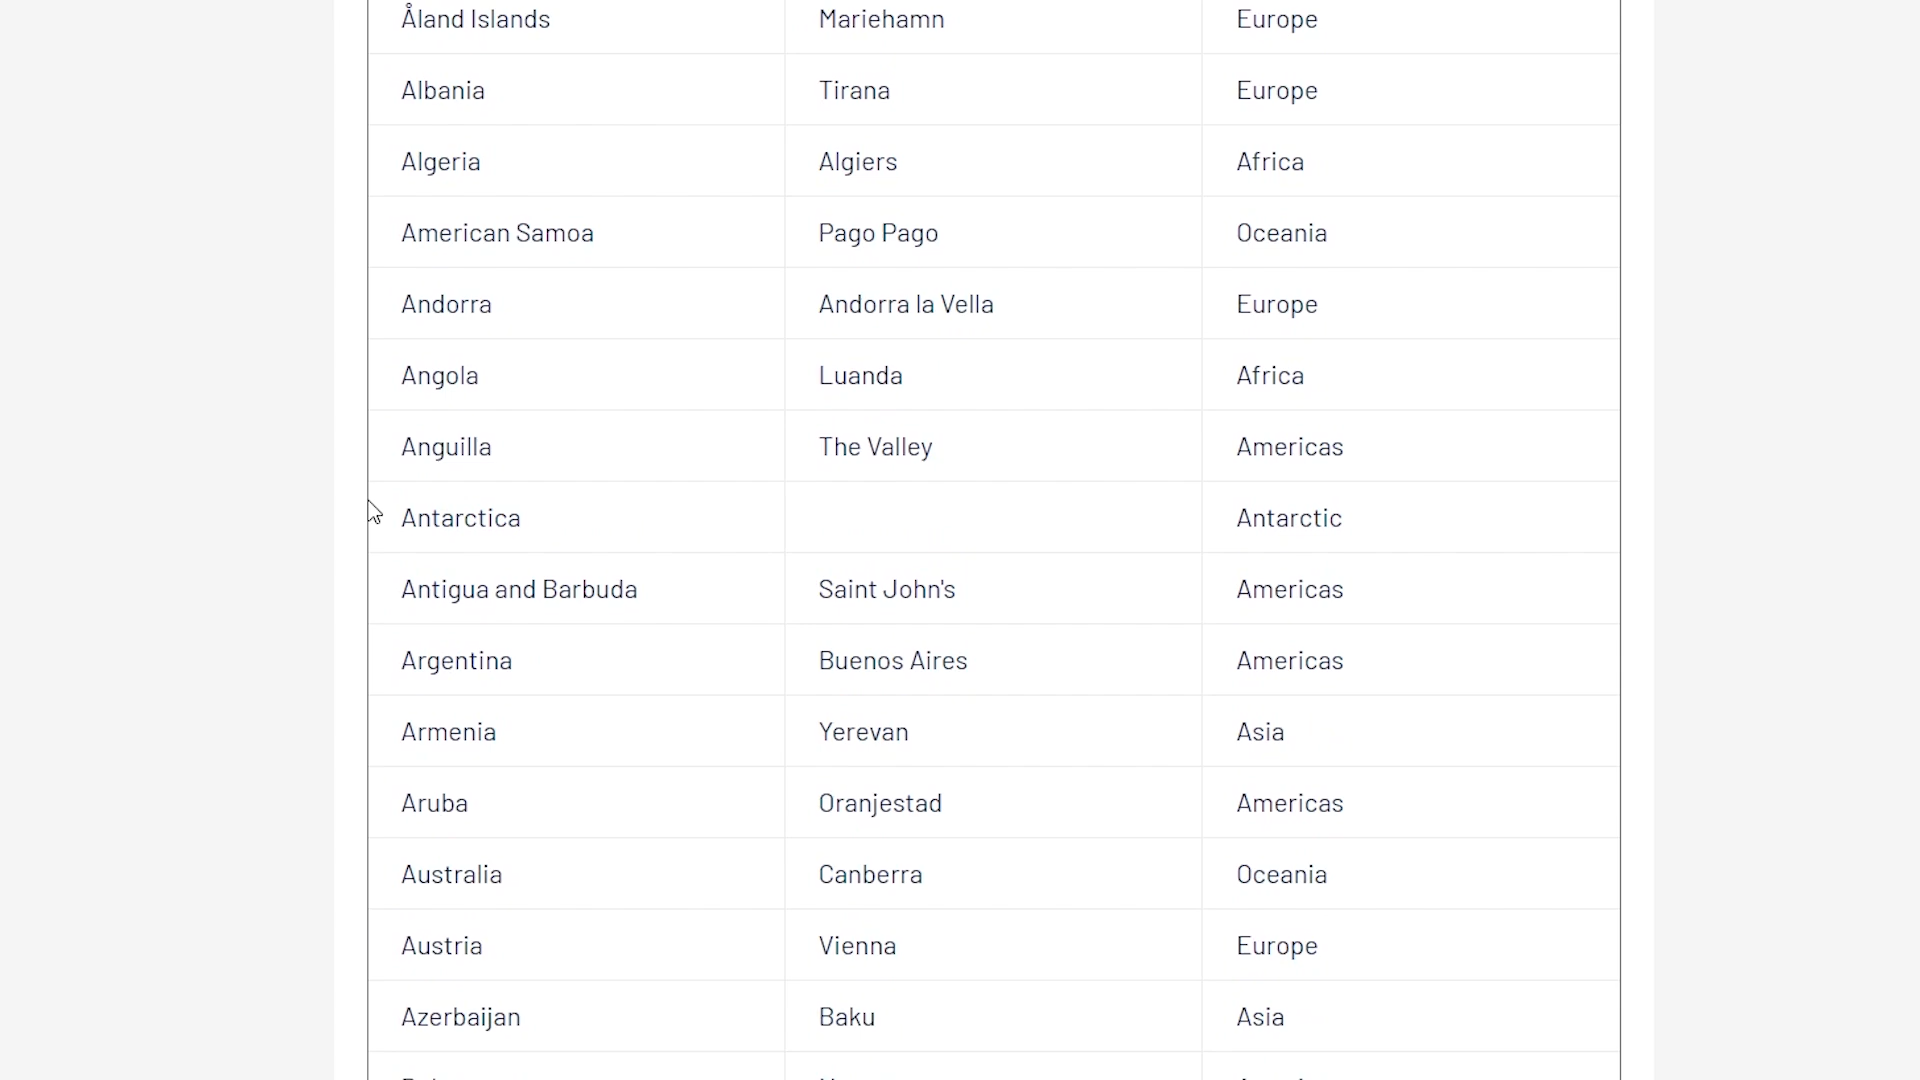 Åland Islands Mariehamn Europe
Albania Tirana Europe
Algeria Algiers Africa
American Samoa Pago Pago Oceania
Andorra Andorra la Vella Europe
Angola Luanda Africa
Anguilla The Valley Americas
Antarctica Antarctic
Antigua and Barbuda Saint John's Americas
Argentina Buenos Aires Americas
Armenia Yerevan Asia
Aruba Oranjestad Americas
Australia Canberra Oceania
Austria Vienna Europe
Azerbaijan Baku Asia